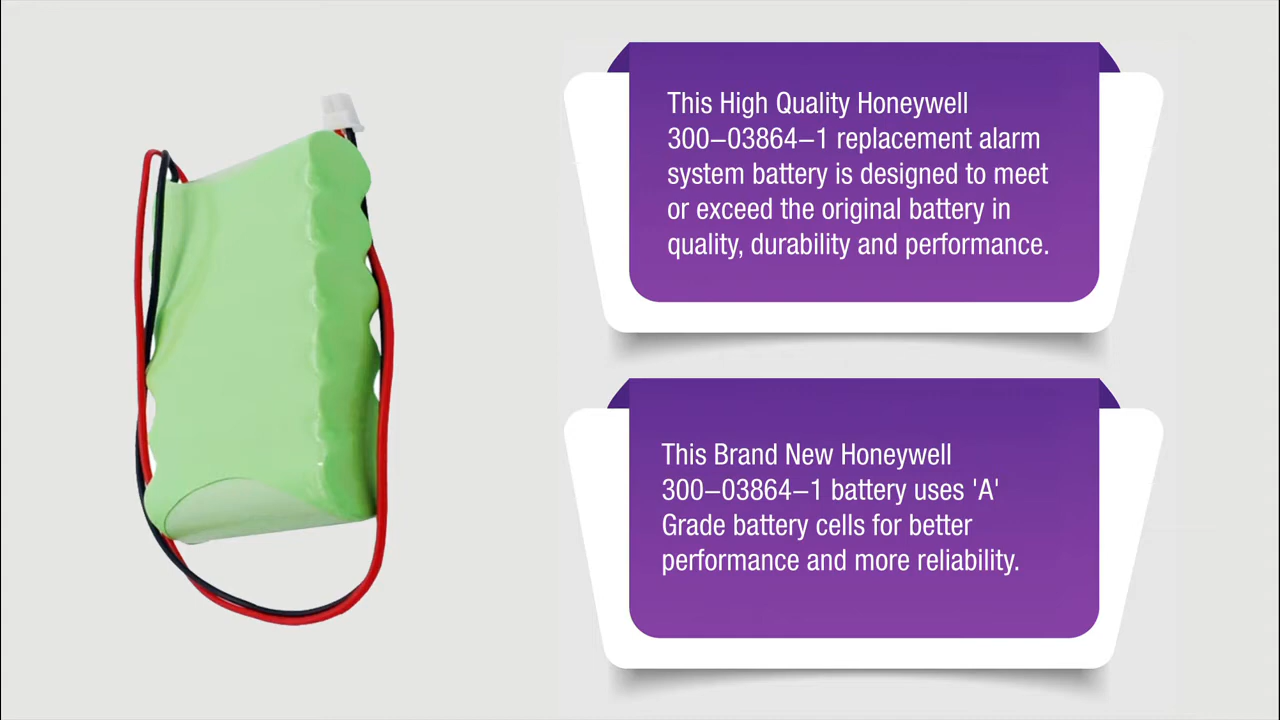 This High Quality Honeywell
300–03864–1 replacement alarm
system battery is designed to meet
or exceed the original battery in
quality, durability and performance.
This Brand New Honeywell
300–03864–1 battery uses 'A'
Grade battery cells for better
performance and more reliability.